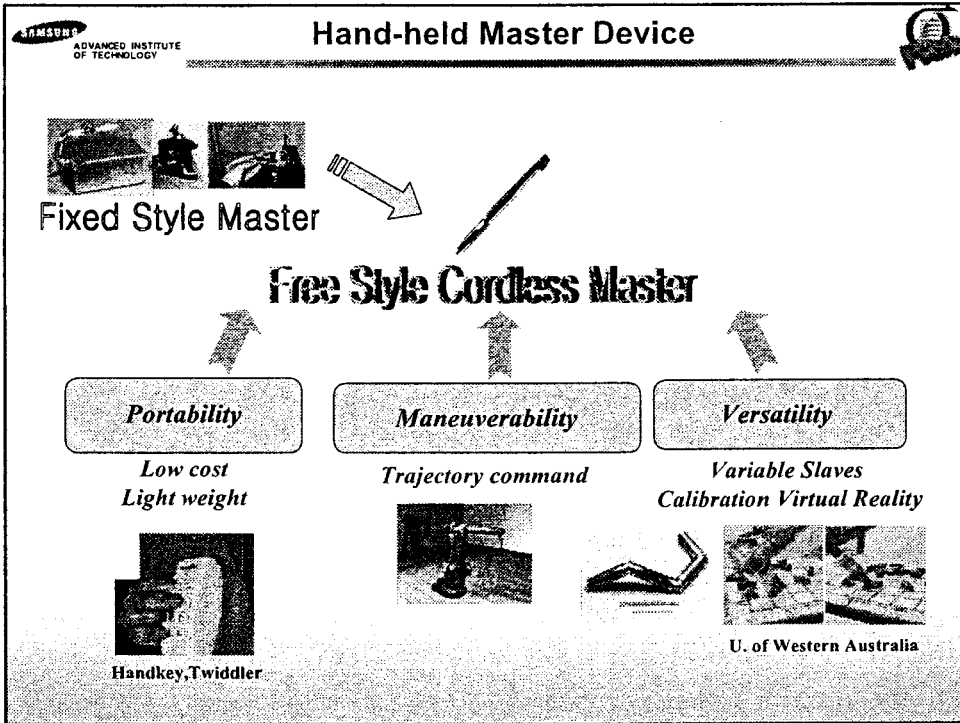 SAMSUNG
ADVANCED INSTITUTE
OF TECHNOLOGY
Hand-held Master Device
Fixed Style Master
Free Style Cordless Master
Portability
Low cost
Light weight
Handkey,Twiddler
Maneuverability
Trajectory command
Versatility
Variable Slaves
Calibration Virtual Reality
U. of Western Australia